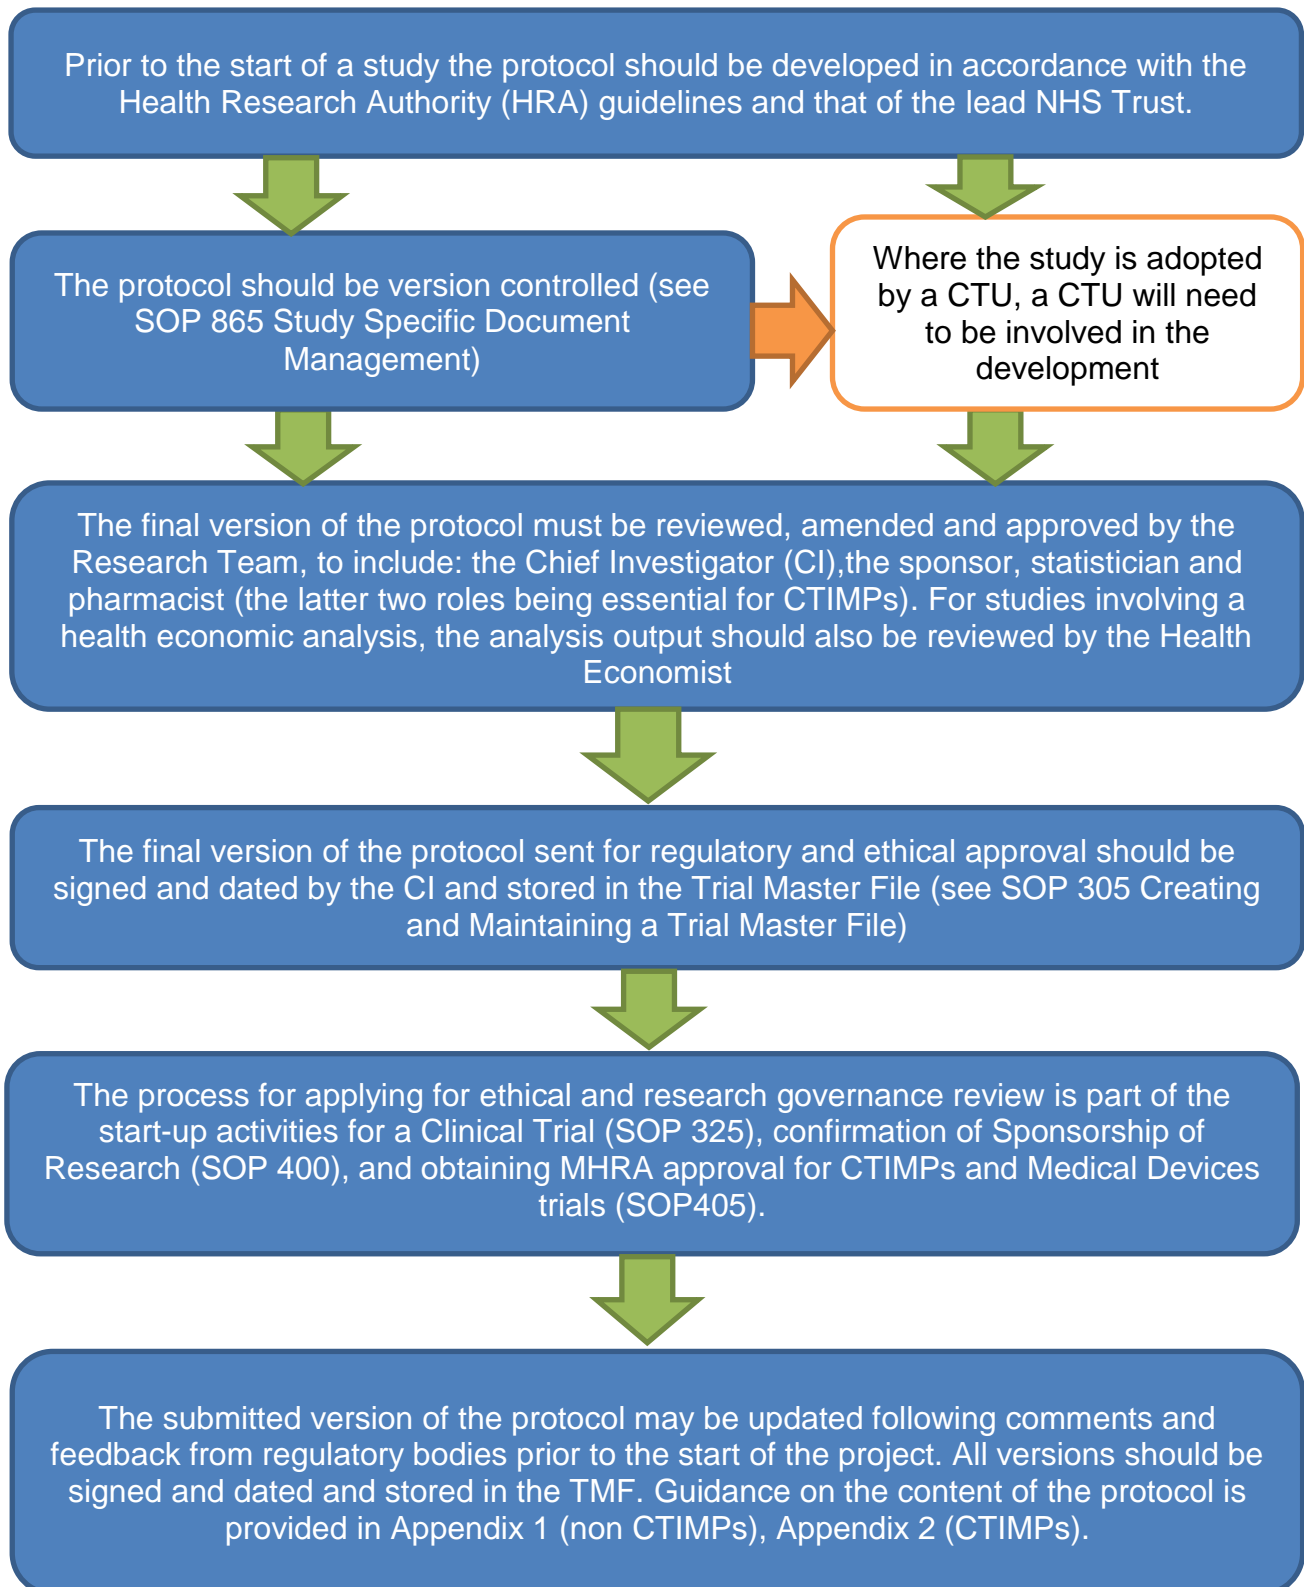 Prior to the start of a study the protocol should be developed in accordance with the
Health Research Authority (HRA) guidelines and that of the lead NHS Trust.
The protocol should be version controlled (see
SOP 865 Study Specific Document
Management)
Where the study is adopted
by a CTU, a CTU will need
to be involved in the
development
The final version of the protocol must be reviewed, amended and approved by the
Research Team, to include: the Chief Investigator (CI),the sponsor, statistician and
pharmacist (the latter two roles being essential for CTIMPs). For studies involving a
health economic analysis, the analysis output should also be reviewed by the Health
Economist
The final version of the protocol sent for regulatory and ethical approval should be
signed and dated by the CI and stored in the Trial Master File (see SOP 305 Creating
and Maintaining a Trial Master File)
The process for applying for ethical and research governance review is part of the
start-up activities for a Clinical Trial (SOP 325), confirmation of Sponsorship of
Research (SOP 400), and obtaining MHRA approval for CTIMPs and Medical Devices
trials (SOP405).
The submitted version of the protocol may be updated following comments and
feedback from regulatory bodies prior to the start of the project. All versions should be
signed and dated and stored in the TMF. Guidance on the content of the protocol is
provided in Appendix 1 (non CTIMPs), Appendix 2 (CTIMPs).